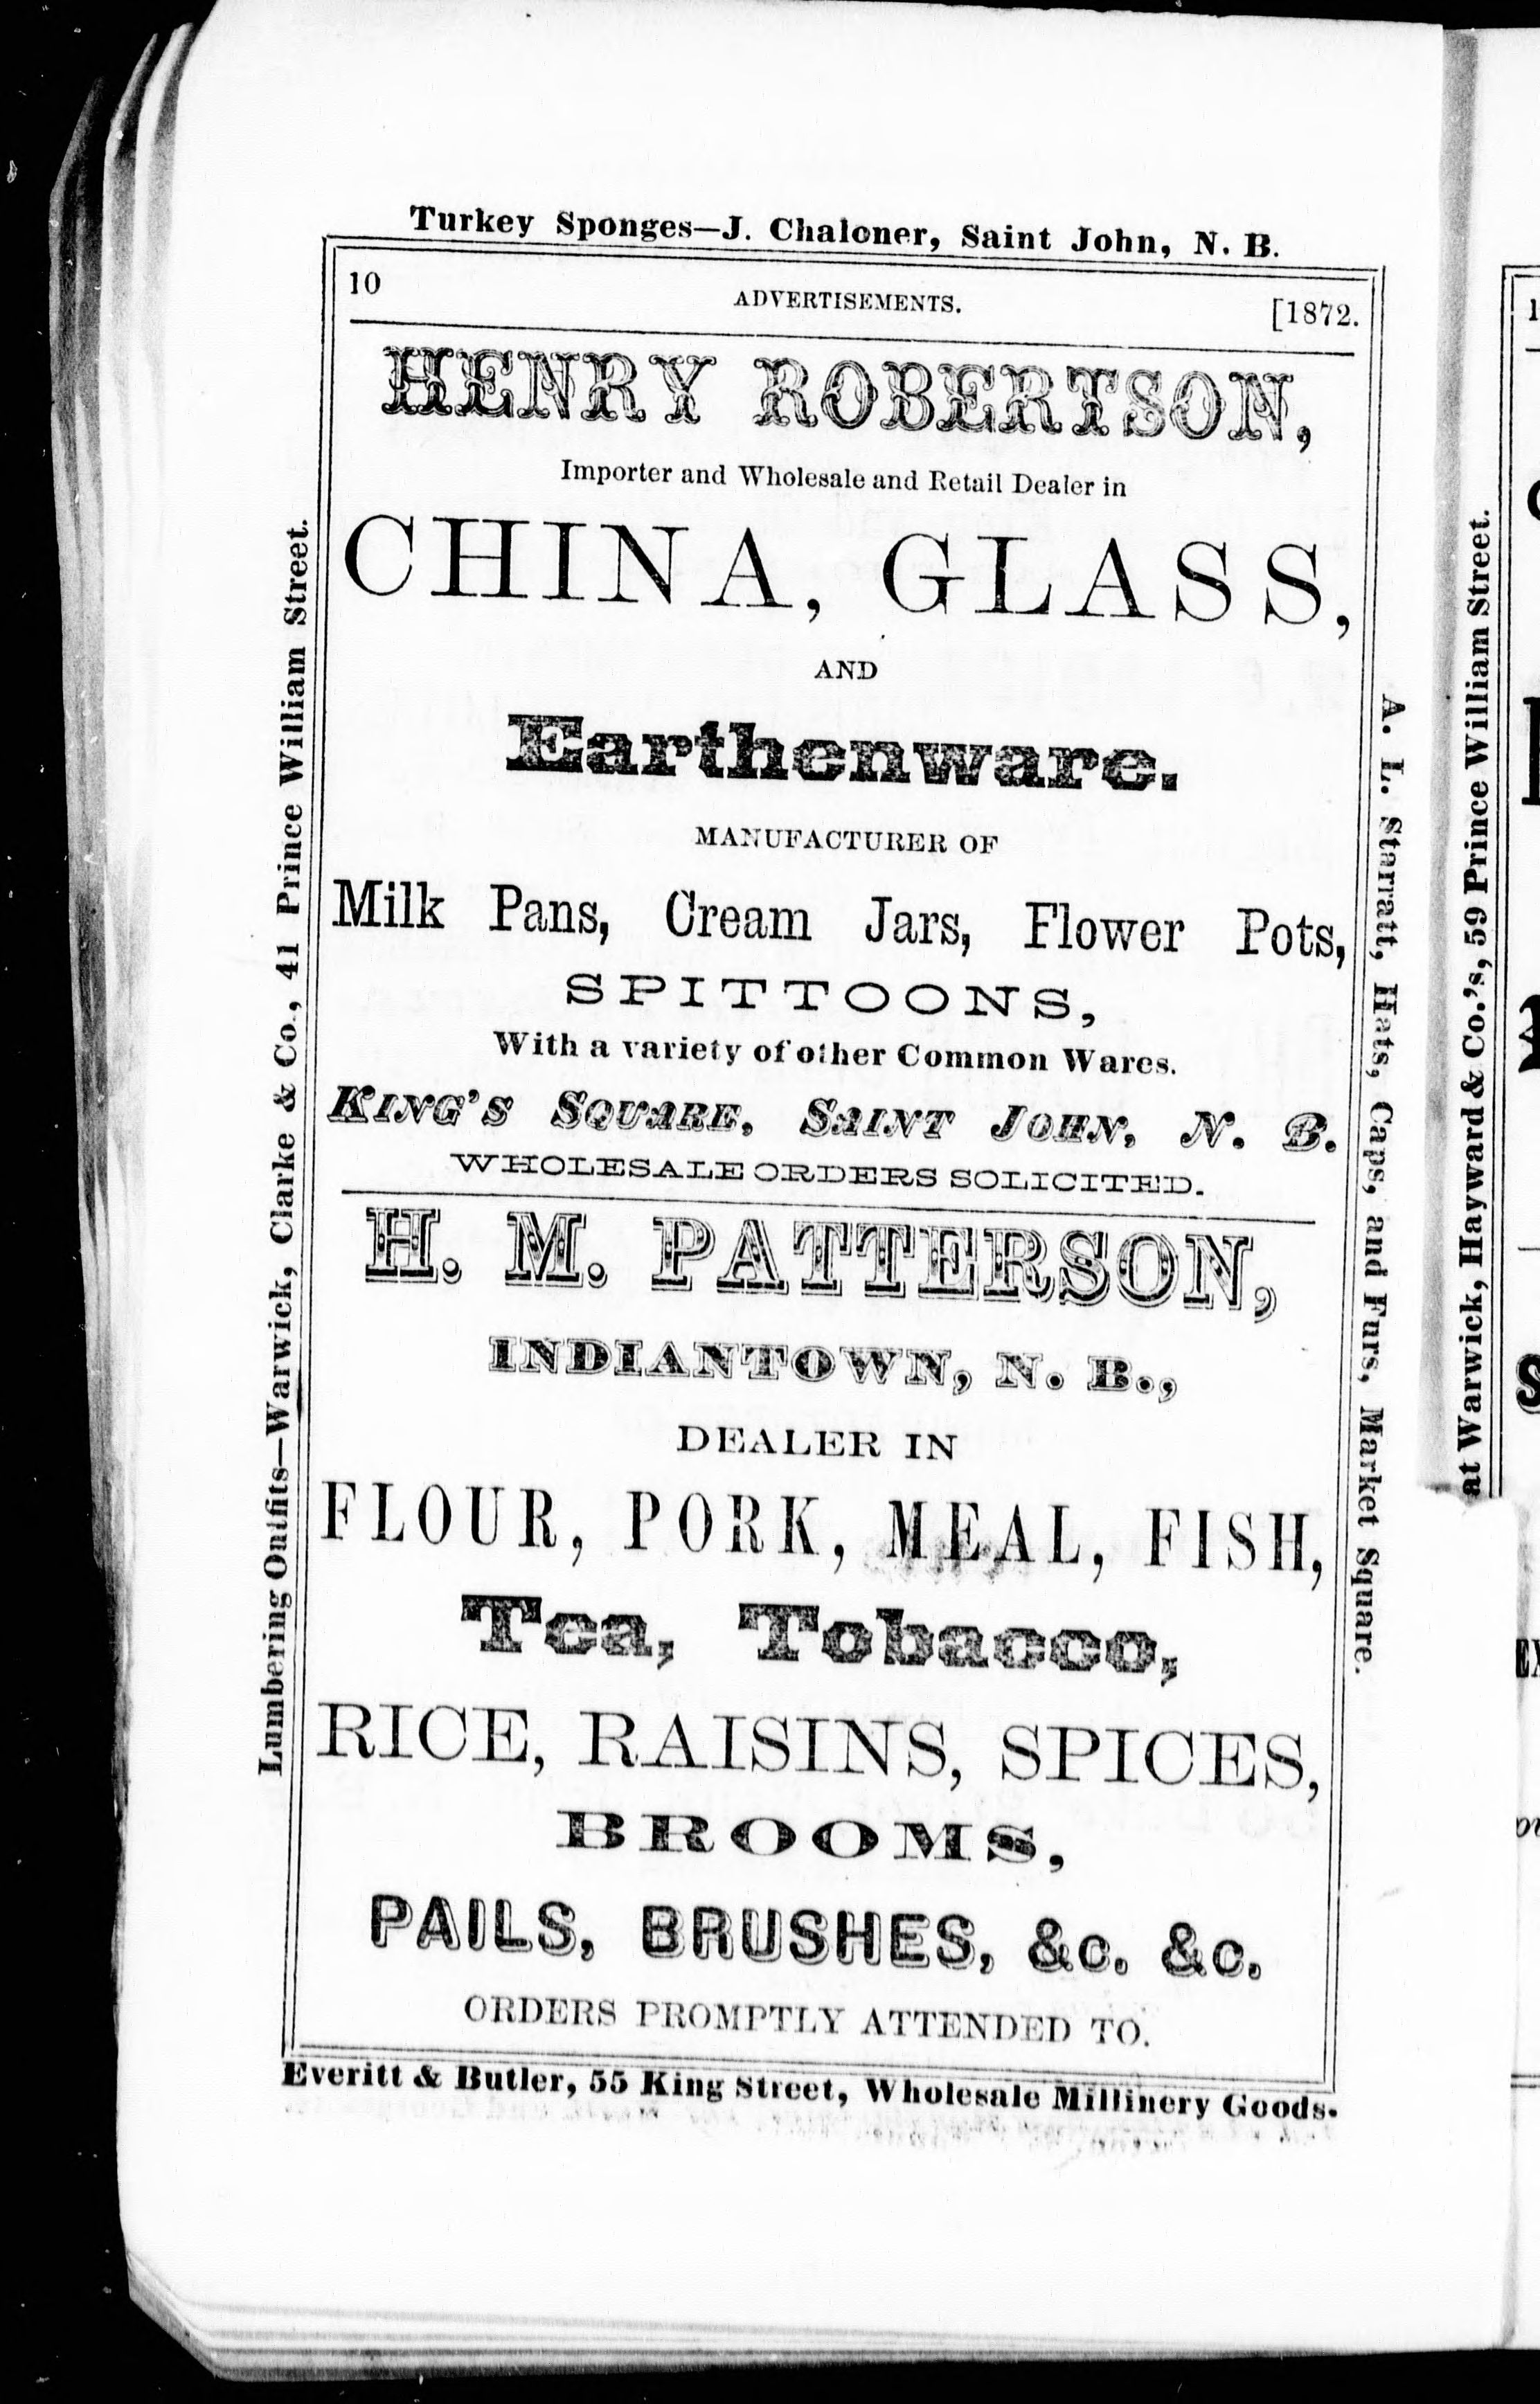 Turkey Sponges—J. Chaloner, Saint John, N. B.
10 ADVERTISEMENTS. [1872.
HENRY ROBERTSON,
Importer and Wholesale and Retail Dealer in
CHINA, GLASS,
AND
Earthenware.
MANUFACTURER OF
Milk Pans, Cream Jars, Flower Pots,
SPITTOONS,
With a variety of other Common Wares.
KING'S SQUARE, SAINT JOHN, N. B.
WHOLESALE ORDERS SOLICITED.
H. M. PATTERSON,
INDIANTOWN, N. B.,
DEALER IN
FLOUR, PORK, MEAL, FISH,
Tea, Tobacco,
RICE, RAISINS, SPICES,
BROOMS,
PAILS, BRUSHES, &c. &c.
ORDERS PROMPTLY ATTENDED TO.
Everitt & Butler, 55 King Street, Wholesale Millinery Goods.
Lumbering Outfits—Warwick, Clarke & Co., 41 Prince William Street.
A. L. Starratt, Hats, Caps, and Furs, Market Square.
at Warwick, Hayward & Co.'s, 59 Prince William Street.